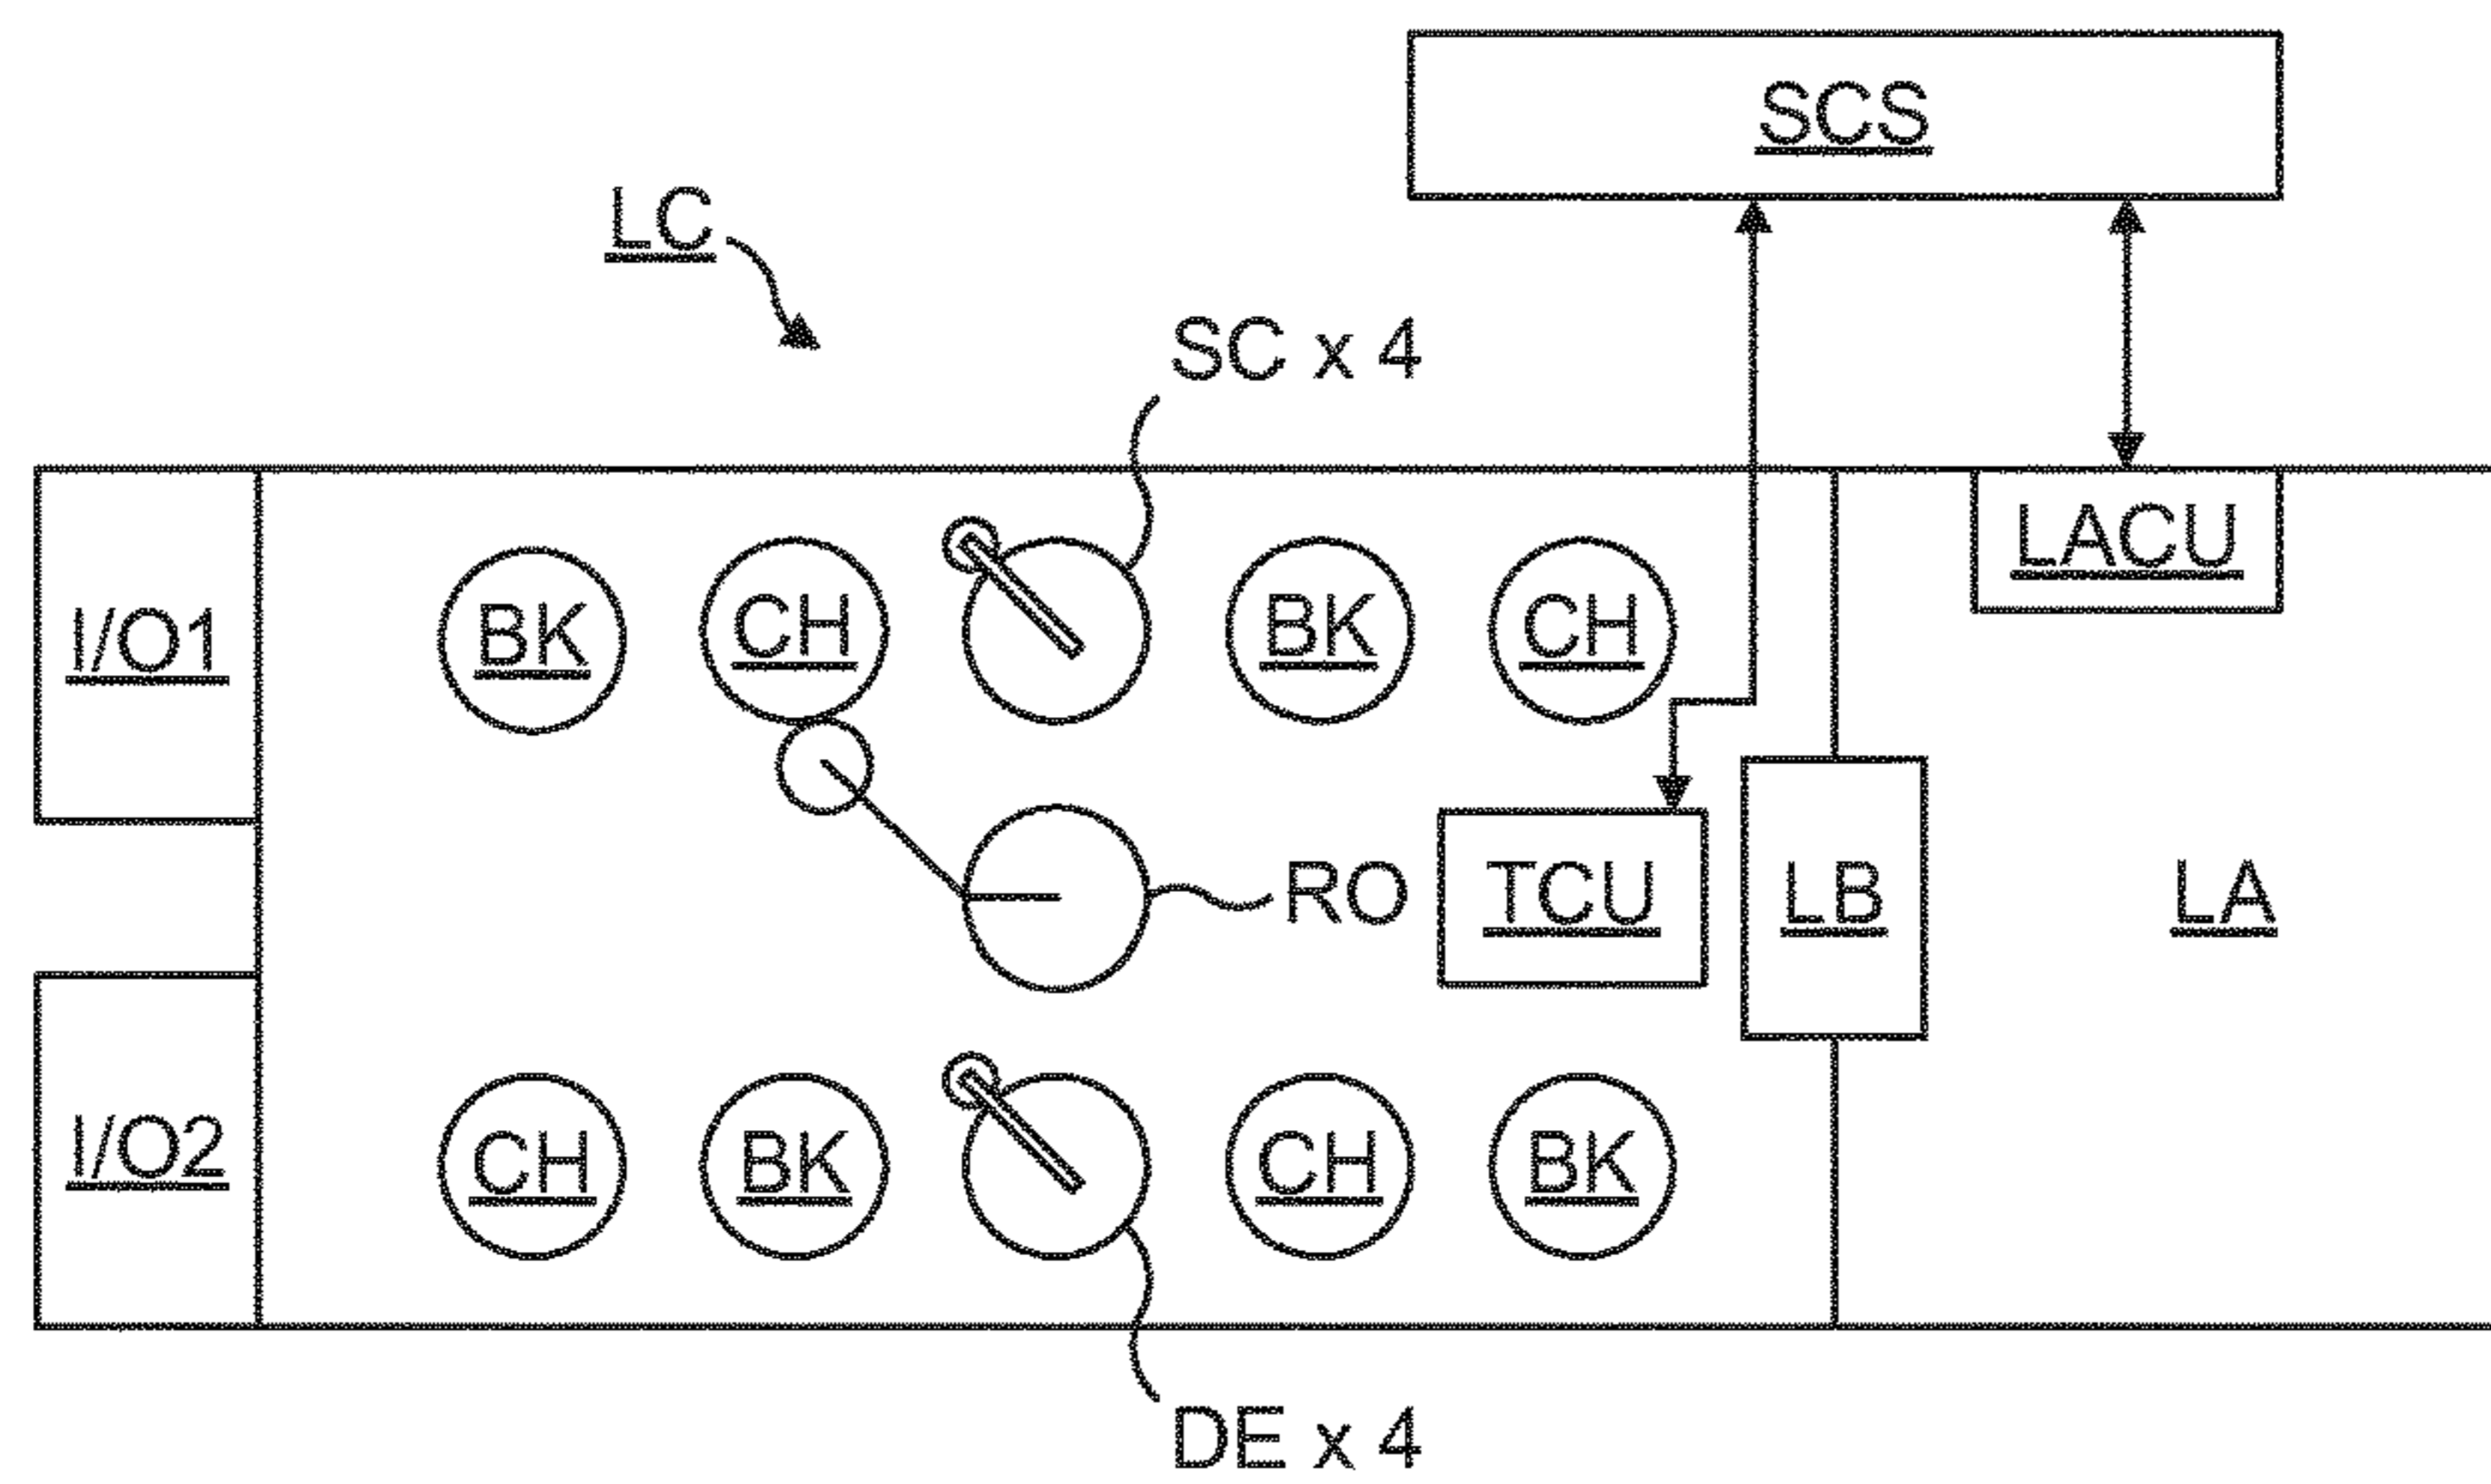 SCS
LC
SC x 4
LACU
I/O1
BK
CH
BK
CH
RO
TCU
LB
LA
I/O2
CH
BK
CH
BK
DE x 4